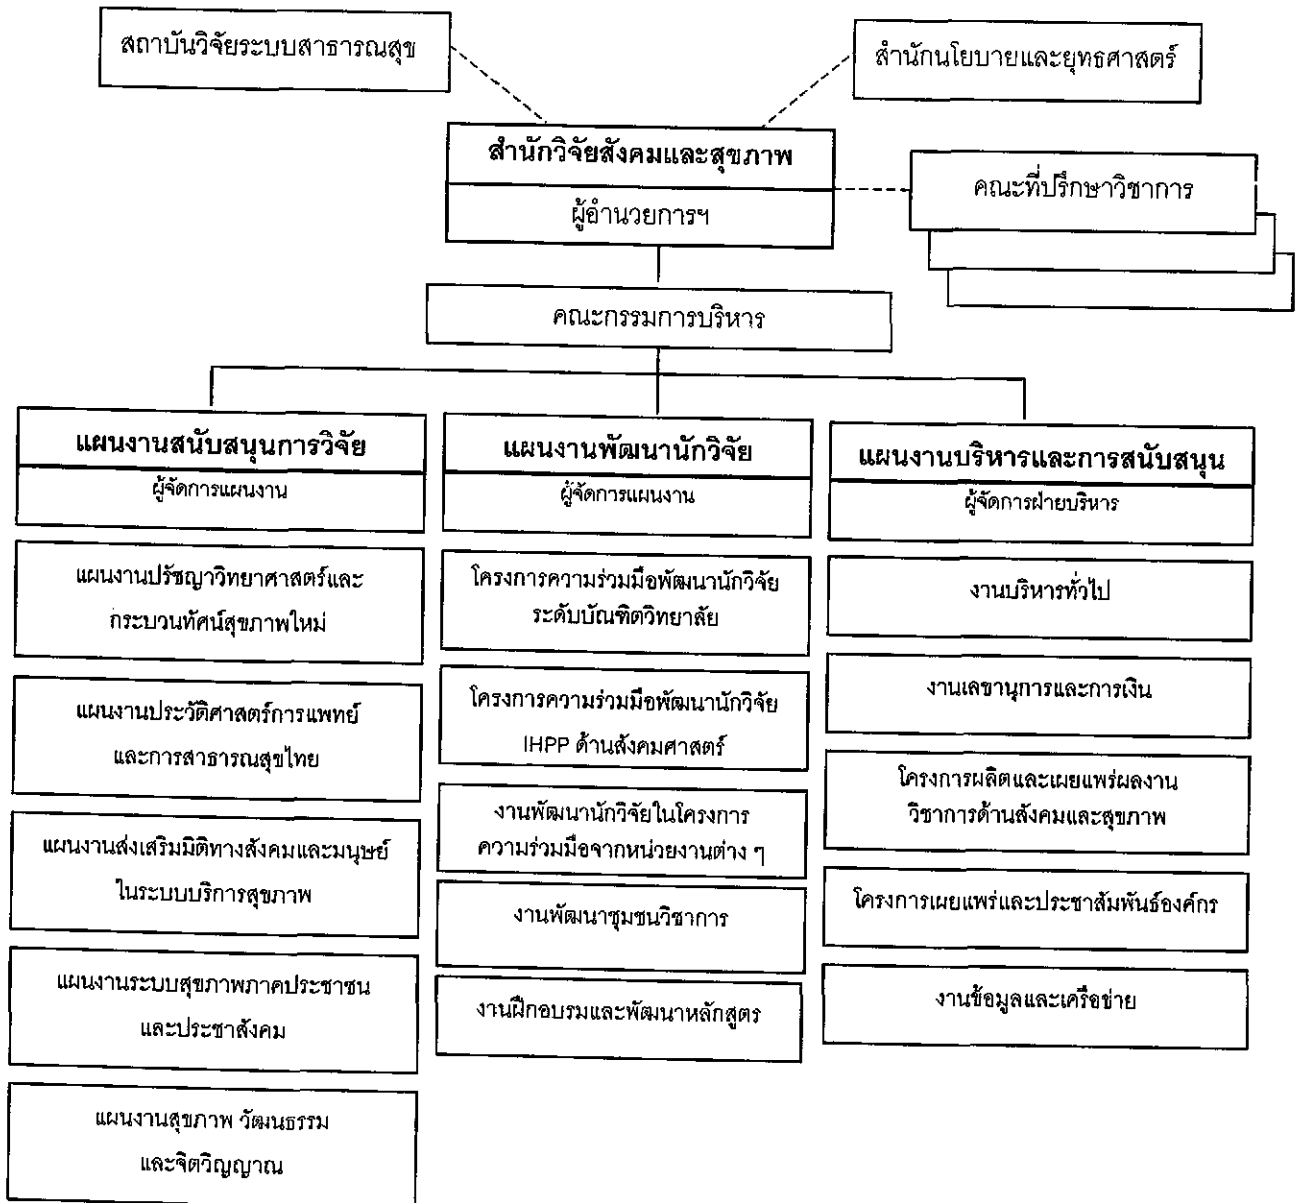 สถาบันวิจัยระบบสาธารณสุข
สำนักนโยบายและยุทธศาสตร์
สำนักวิจัยสังคมและสุขภาพ
ผู้อำนวยการฯ
คณะที่ปรึกษาวิชาการ
คณะกรรมการบริหาร
แผนงานสนับสนุนการวิจัย
ผู้จัดการแผนงาน
แผนงานปรัชญาวิทยาศาสตร์และ
กระบวนทัศน์สุขภาพใหม่
แผนงานประวัติศาสตร์การแพทย์
และการสาธารณสุขไทย
แผนงานส่งเสริมมิติทางสังคมและมนุษย์
ในระบบบริการสุขภาพ
แผนงานระบบสุขภาพภาคประชาชน
และประชาสังคม
แผนงานสุขภาพ วัฒนธรรม
และจิตวิญญาณ
แผนงานพัฒนานักวิจัย
ผู้จัดการแผนงาน
โครงการความร่วมมือพัฒนานักวิจัย
ระดับบัณฑิตวิทยาลัย
โครงการความร่วมมือพัฒนานักวิจัย
IHPP ด้านสังคมศาสตร์
งานพัฒนานักวิจัยในโครงการ
ความร่วมมือจากหน่วยงานต่าง ๆ
งานพัฒนาชุมชนวิชาการ
งานฝึกอบรมและพัฒนาหลักสูตร
แผนงานบริหารและการสนับสนุน
ผู้จัดการฝ่ายบริหาร
งานบริหารทั่วไป
งานเลขานุการและการเงิน
โครงการผลิตและเผยแพร่ผลงาน
วิชาการด้านสังคมและสุขภาพ
โครงการเผยแพร่และประชาสัมพันธ์องค์กร
งานข้อมูลและเครือข่าย